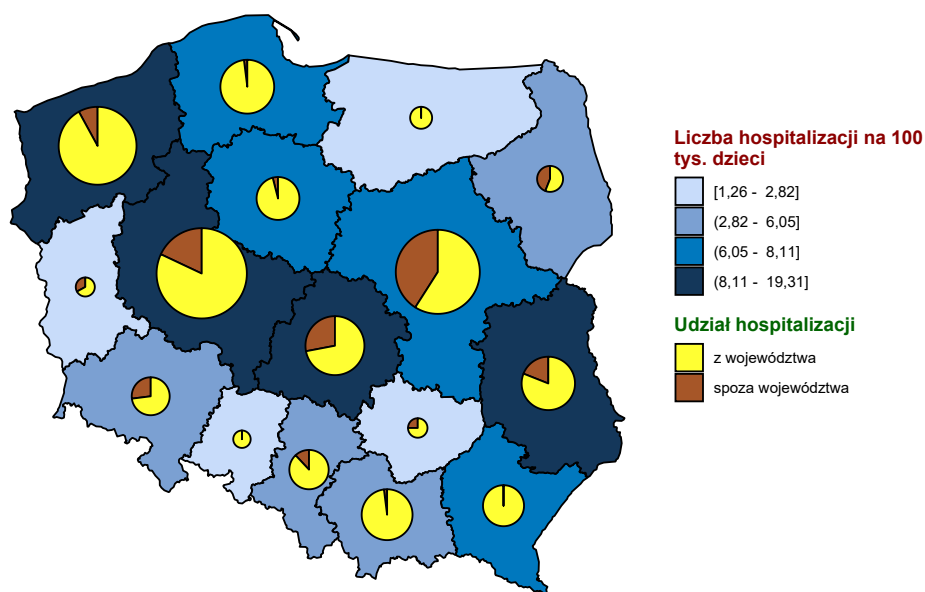 Liczba hospitalizacji na 100
tys. dzieci
[1,26 - 2,82]
(2,82 - 6,05]
(6,05 - 8,11]
(8,11 - 19,31]
Udział hospitalizacji
z województwa
spoza województwa